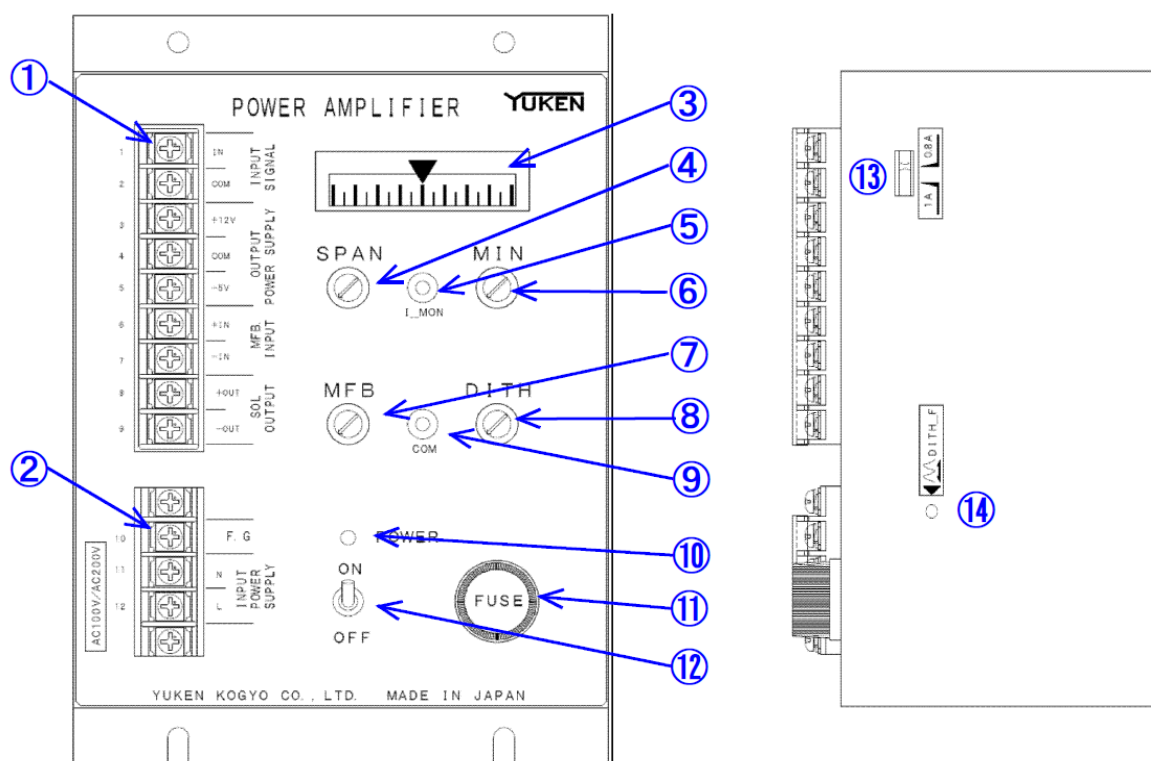 ①
POWER AMPLIFIER
YUKEN
③
④
⑤
⑥
⑦
⑧
⑨
②
⑩
⑪
⑫
1 IN
2 COM
INPUT SIGNAL
3 +12V
4 COM
5 -5V
OUTPUT POWER SUPPLY
6 +IN
7 -IN
MFB INPUT
8 +OUT
9 -OUT
SOL OUTPUT
SPAN
MIN
I_MON
MFB
DITH
COM
10 F.G
11 N
12 L
INPUT POWER SUPPLY
AC100V/AC200V
POWER
ON
OFF
FUSE
YUKEN KOGYO CO., LTD. MADE IN JAPAN
⑬
1A 0.8A
DITH_F
⑭